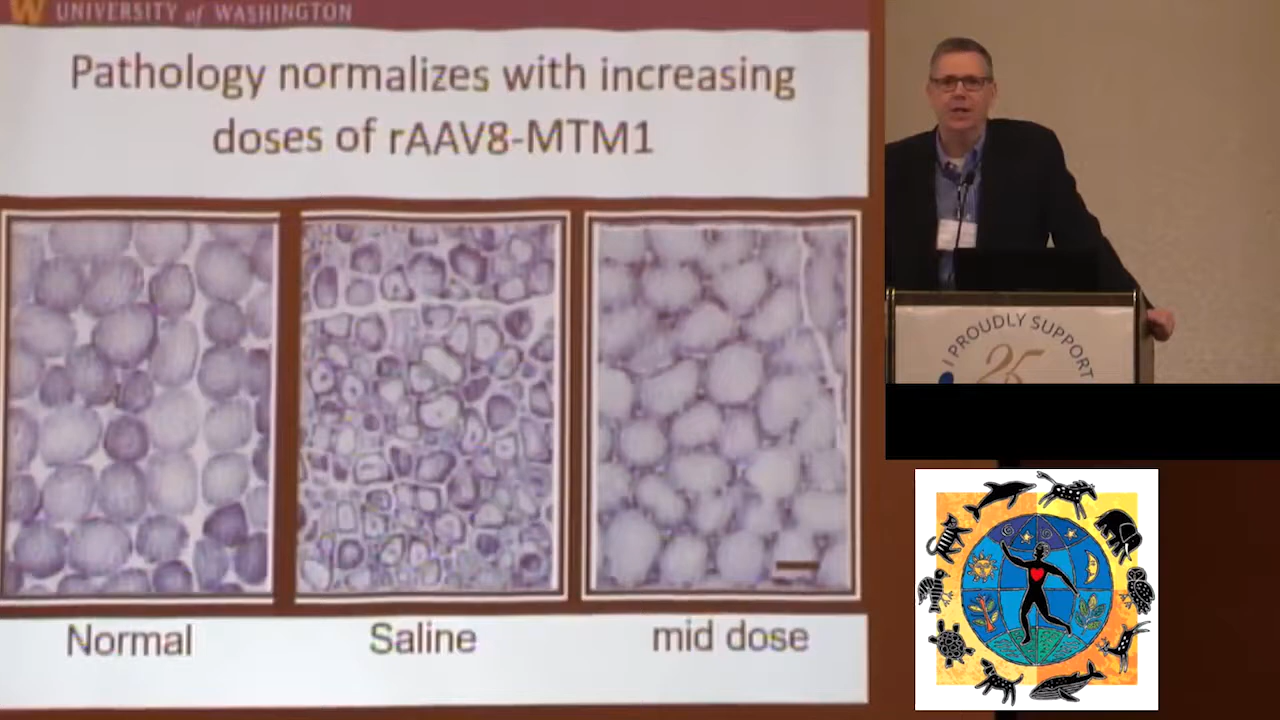 W UNIVERSITY of WASHINGTON
Pathology normalizes with increasing
doses of rAAV8-MTM1
Normal
Saline
mid dose
I PROUDLY SUPPORT
25